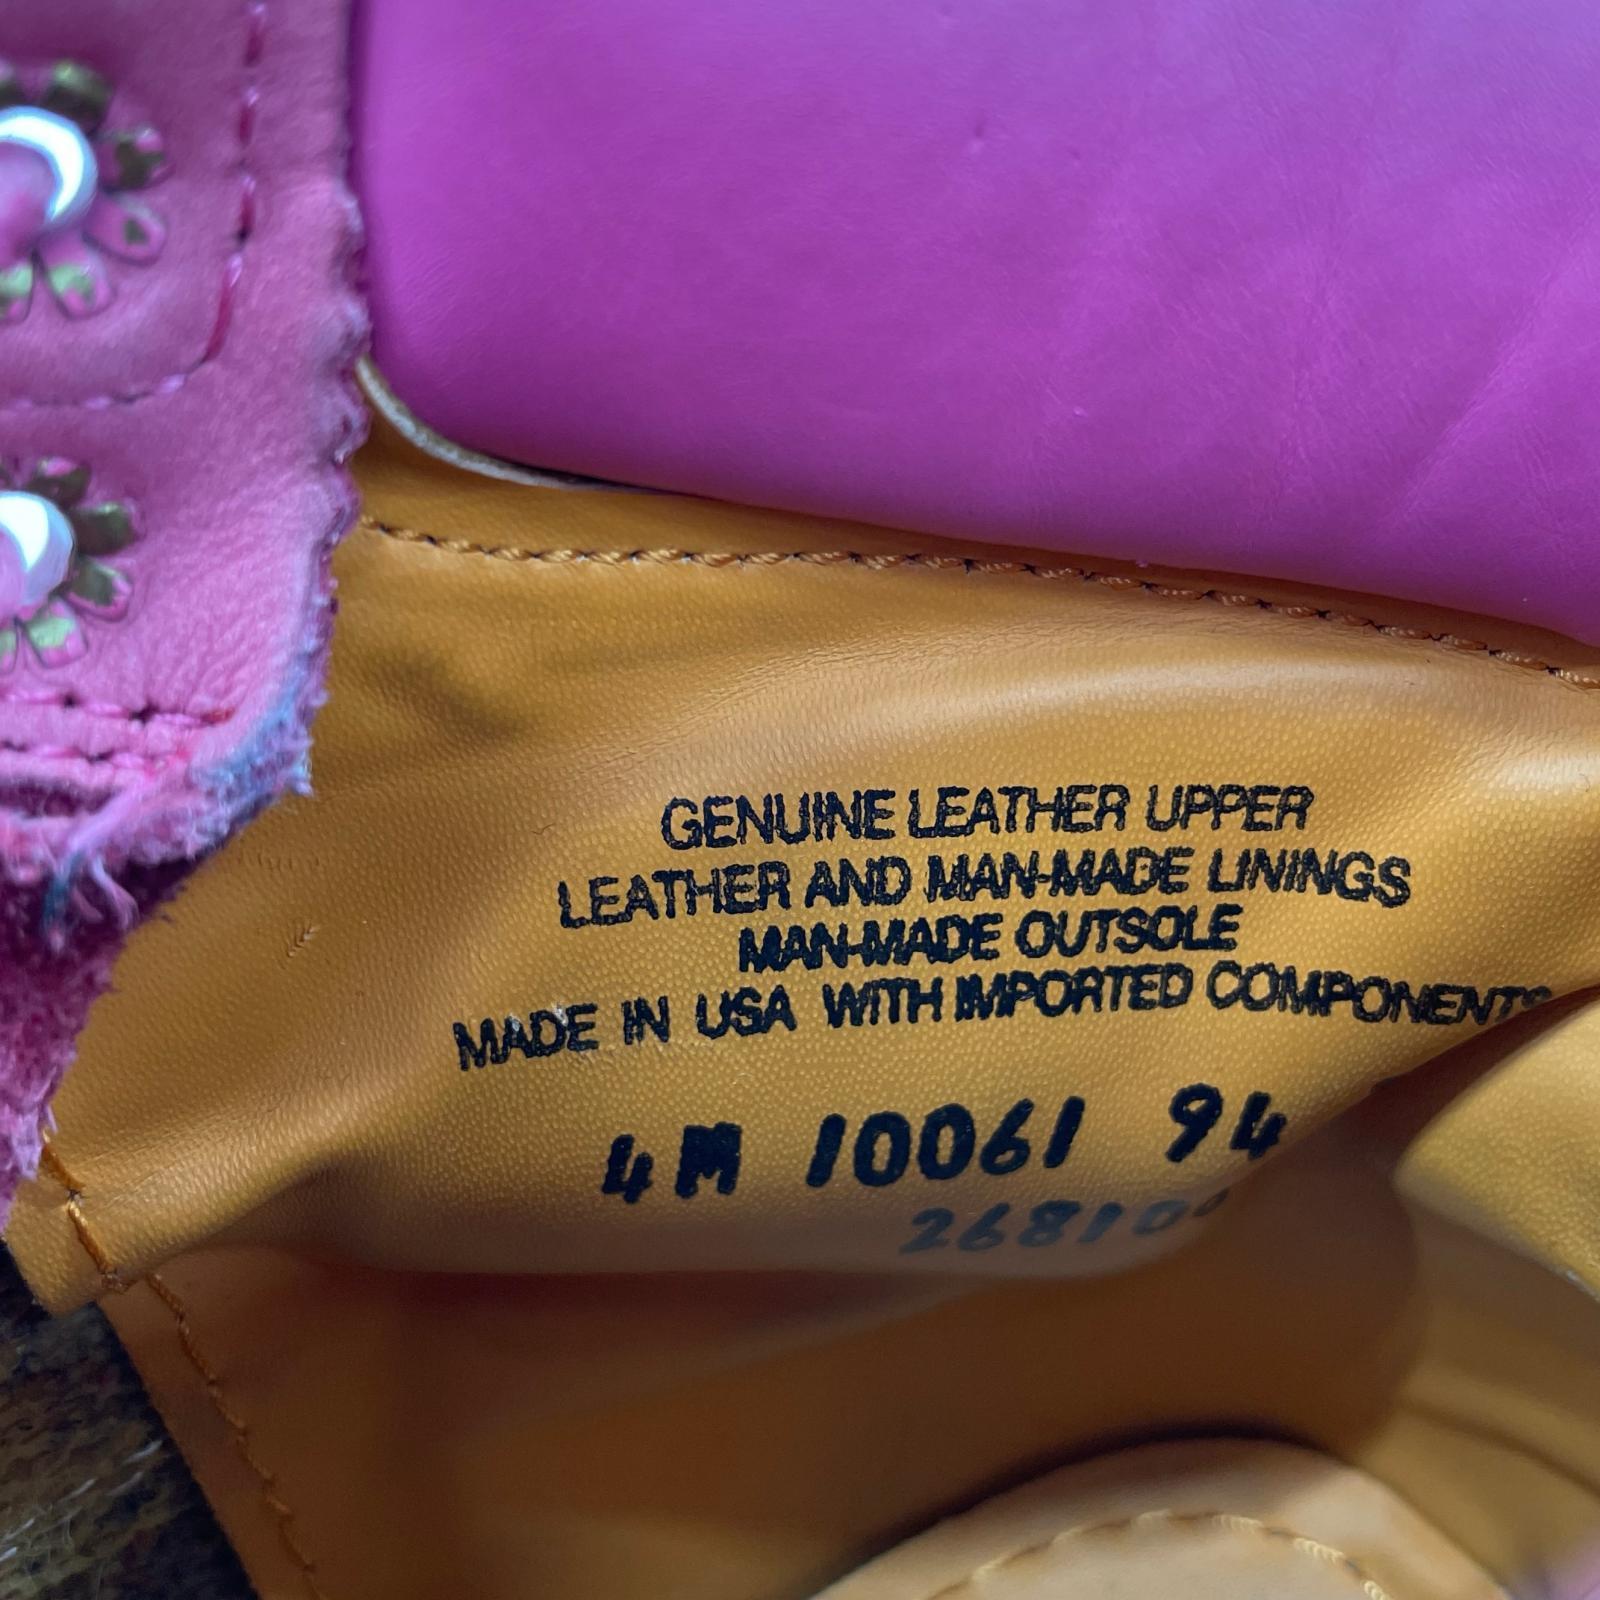 GENUINE LEATHER UPPER
LEATHER AND MAN-MADE LININGS
MAN-MADE OUTSOLE
MADE IN USA WITH IMPORTED COMPONENTS
4M 10061 94